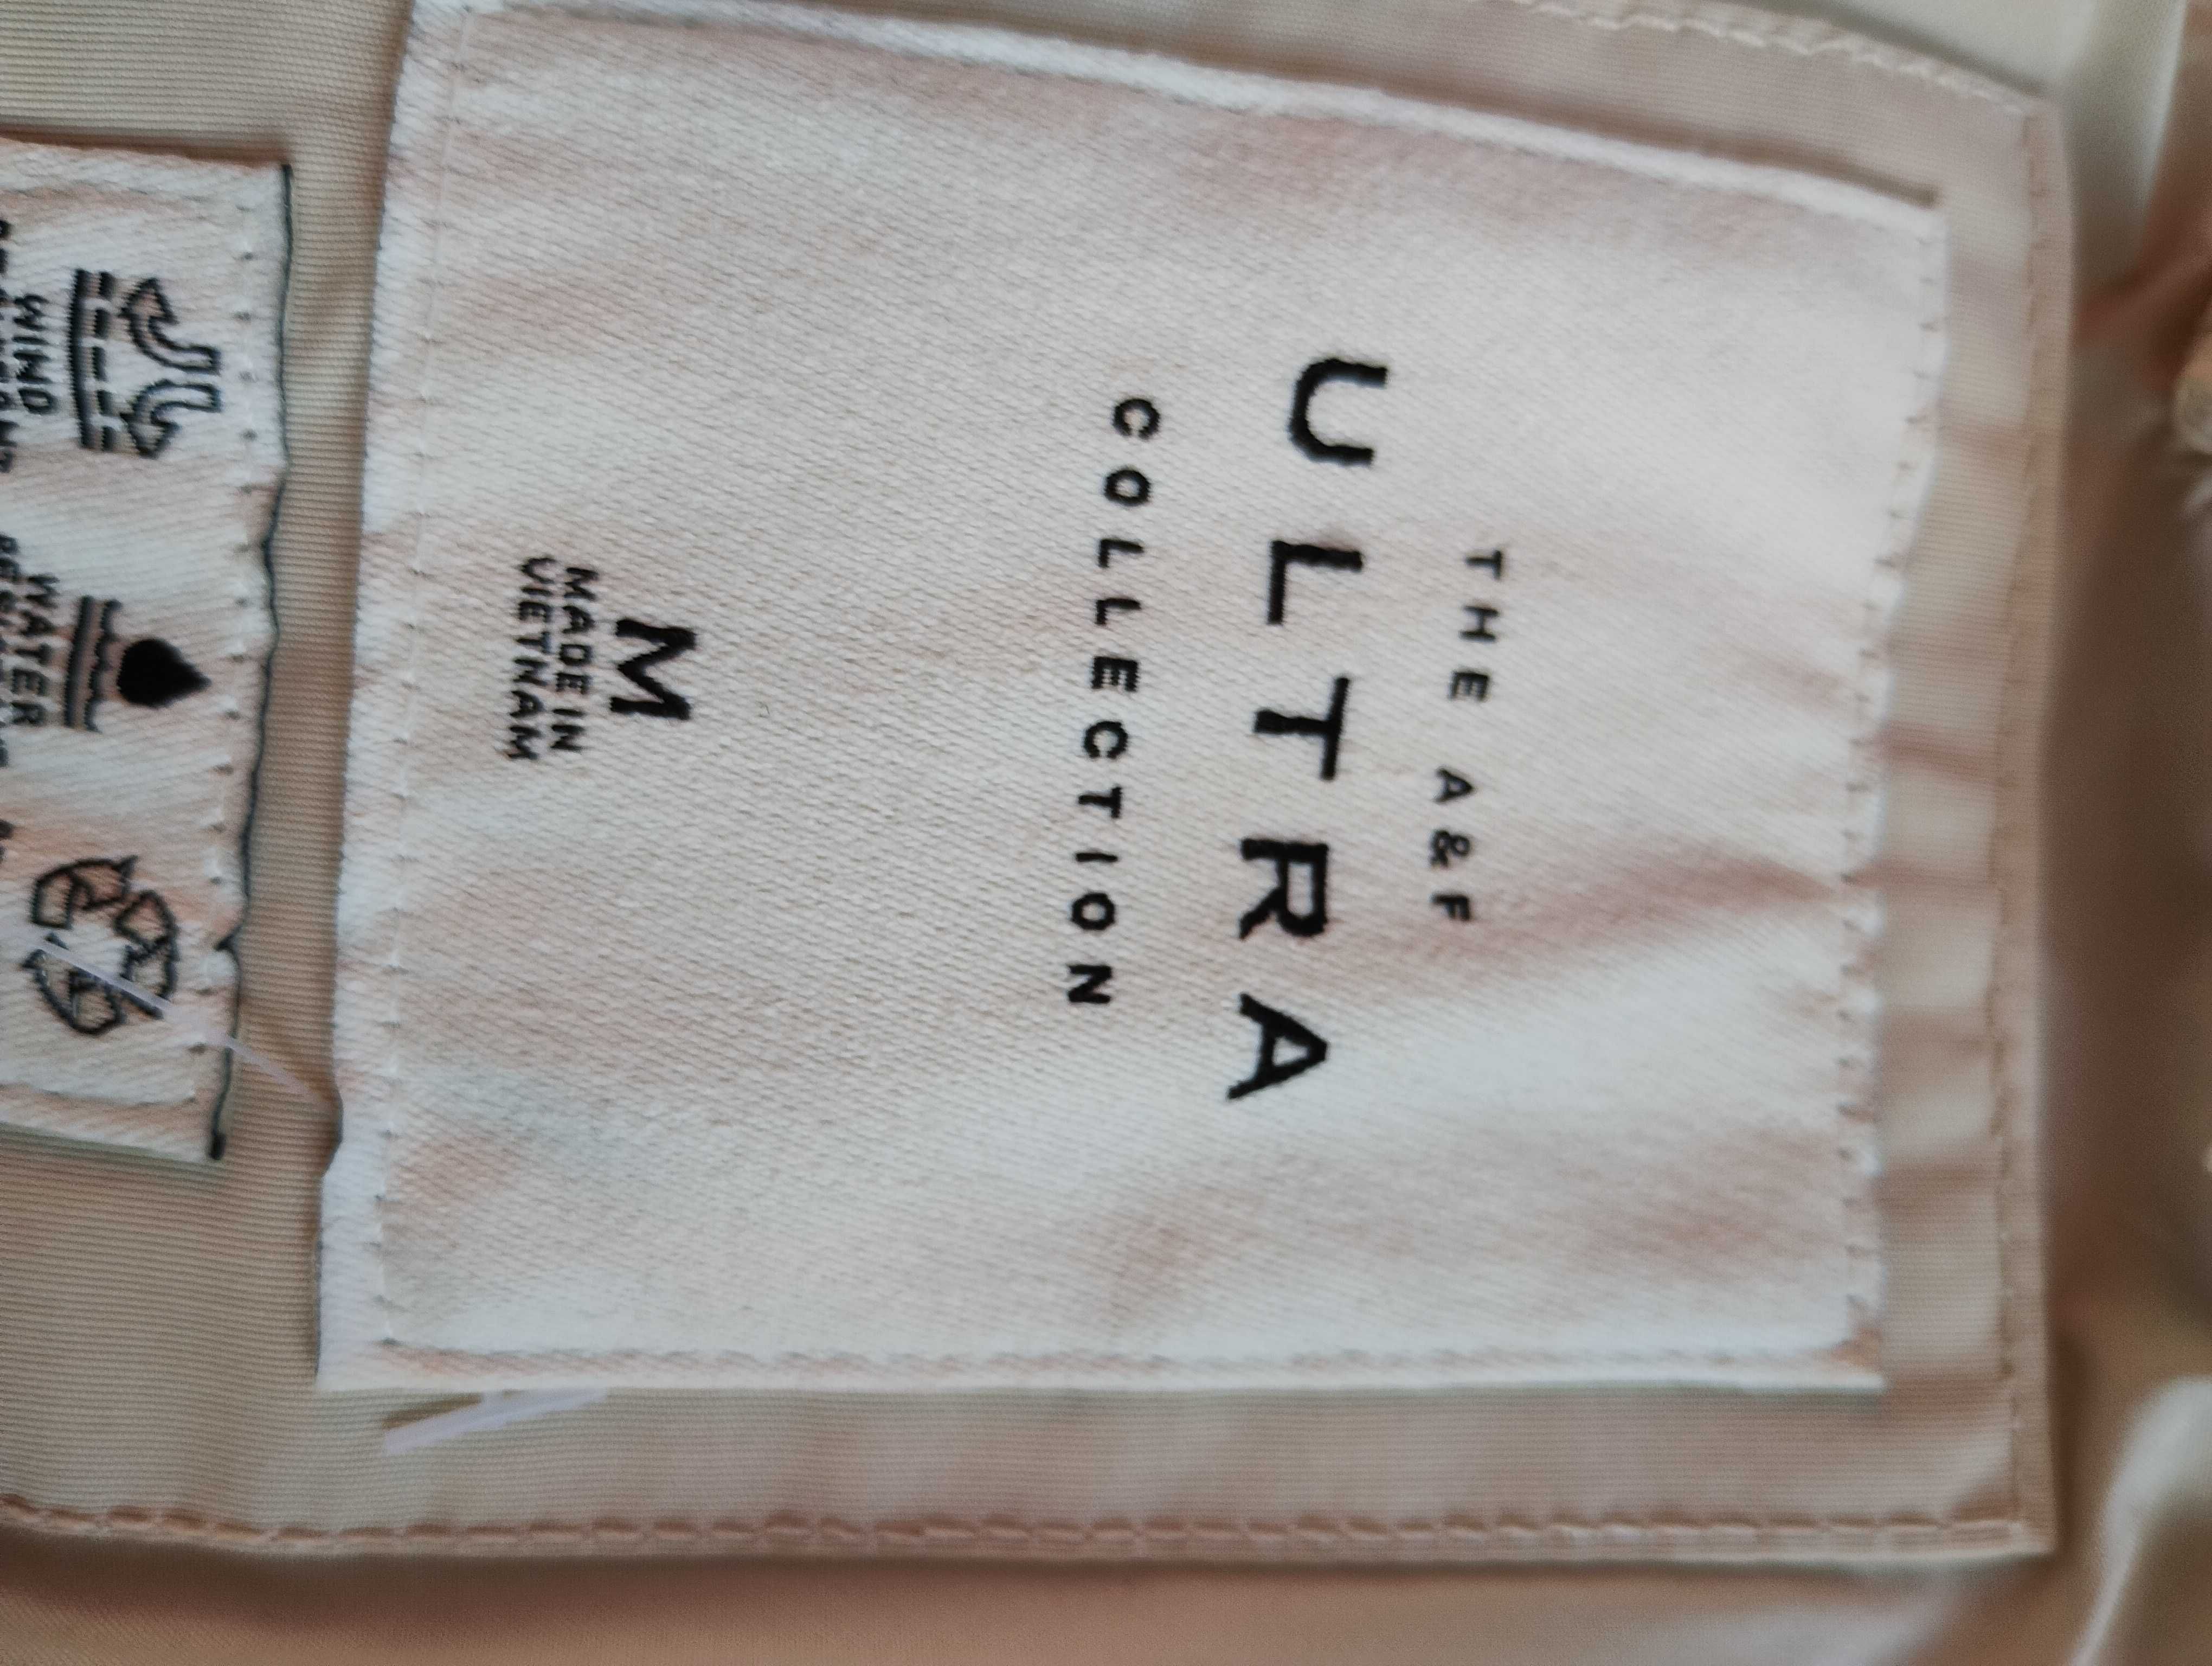 THE A&F
ULTRA
COLLECTION
M
MADE IN
VIETNAM
WIND
WATER